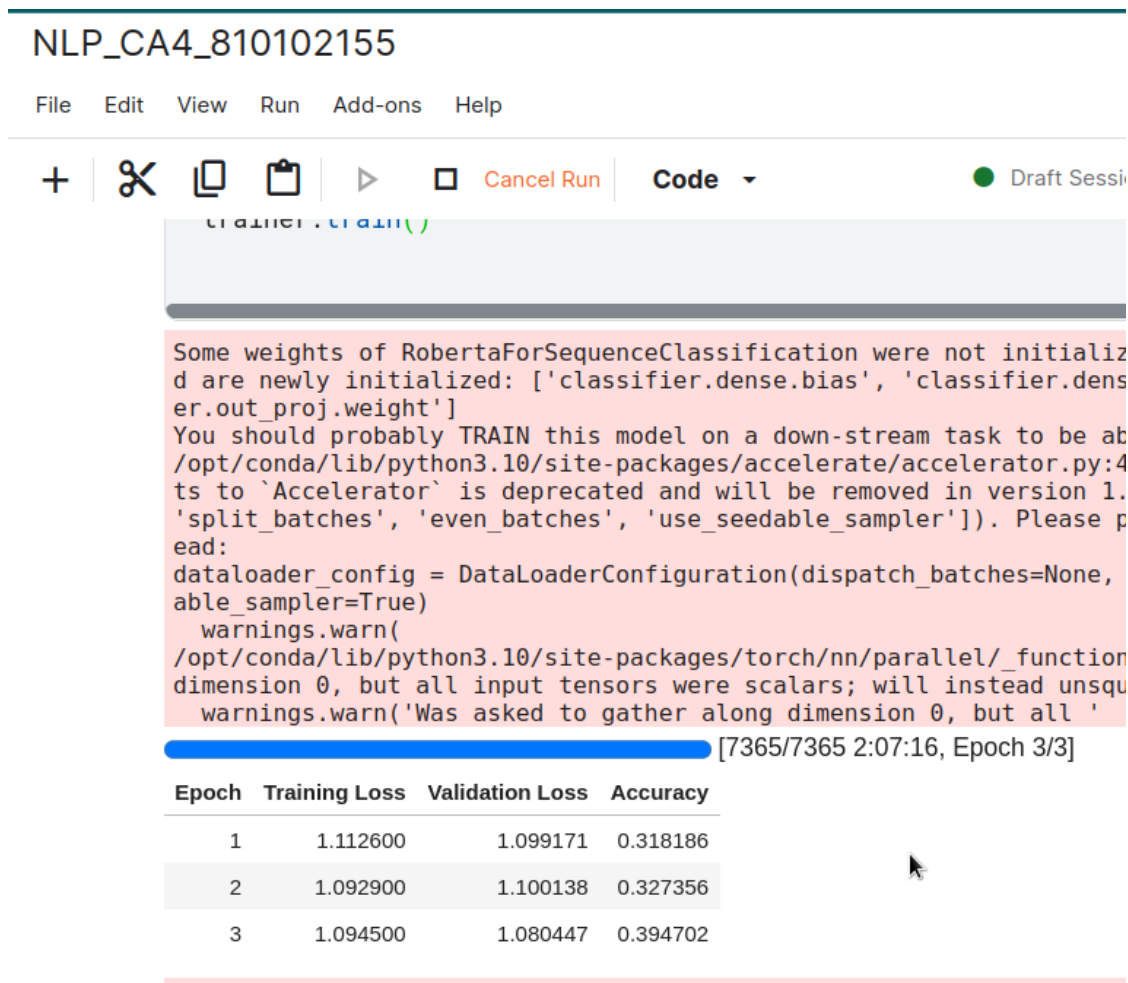 NLP_CA4_810102155
File Edit View Run Add-ons Help
Cancel Run Code Draft Sessi
trainer.train()
Some weights of RobertaForSequenceClassification were not initializ
d are newly initialized: ['classifier.dense.bias', 'classifier.dens
er.out_proj.weight']
You should probably TRAIN this model on a down-stream task to be ab
/opt/conda/lib/python3.10/site-packages/accelerate/accelerator.py:4
ts to `Accelerator` is deprecated and will be removed in version 1.
'split_batches', 'even_batches', 'use_seedable_sampler']). Please p
ead:
dataloader_config = DataLoaderConfiguration(dispatch_batches=None,
able_sampler=True)
warnings.warn(
/opt/conda/lib/python3.10/site-packages/torch/nn/parallel/_function
dimension 0, but all input tensors were scalars; will instead unsqu
warnings.warn('Was asked to gather along dimension 0, but all '
[7365/7365 2:07:16, Epoch 3/3]
Epoch Training Loss Validation Loss Accuracy
1 1.112600 1.099171 0.318186
2 1.092900 1.100138 0.327356
3 1.094500 1.080447 0.394702